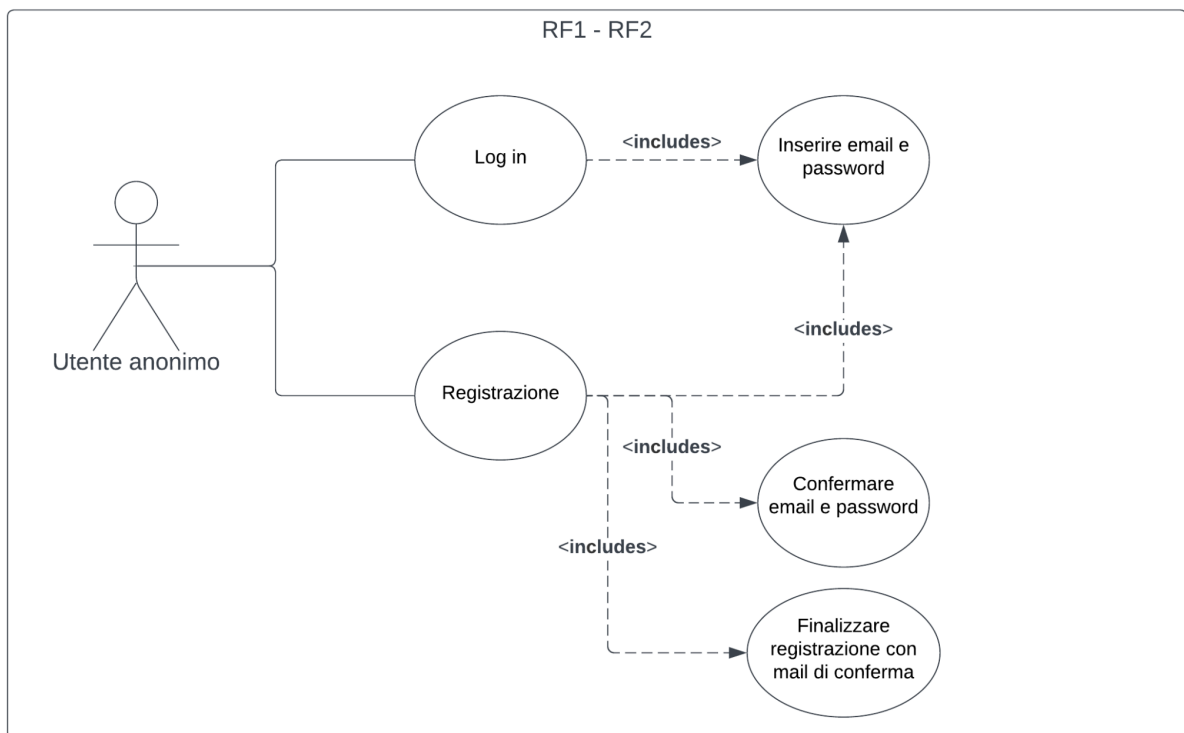 RF1 - RF2
Log in
<includes>
Inserire email e
password
Utente anonimo
<includes>
Registrazione
<includes>
Confermare
email e password
<includes>
Finalizzare
registrazione con
mail di conferma